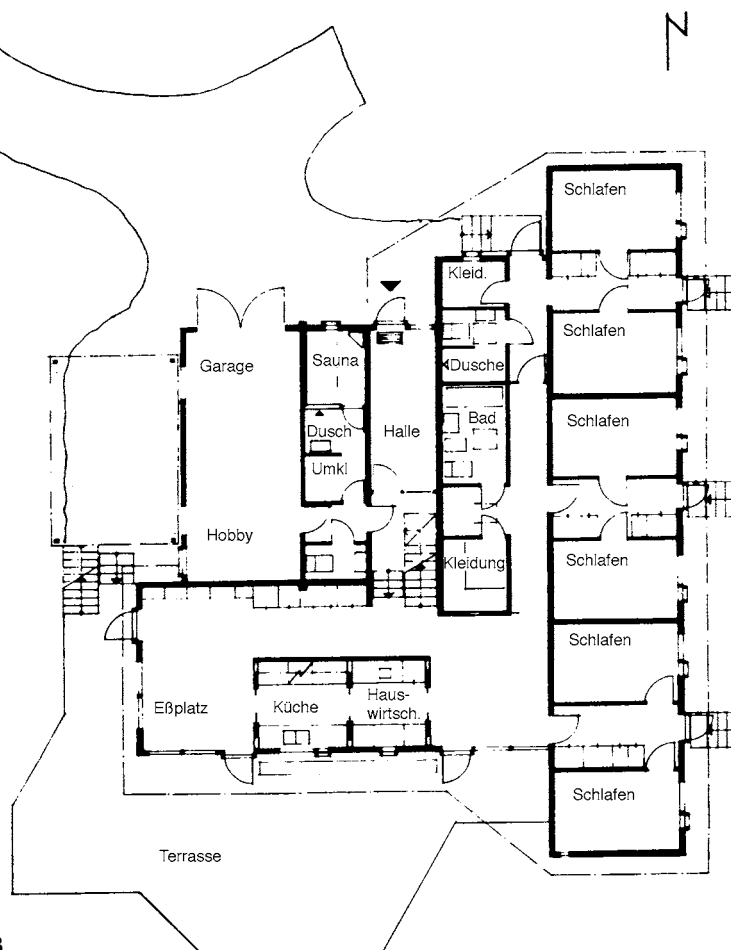 N
Schlafen
Kleid.
Schlafen
Garage
Sauna
Dusche
Bad
Schlafen
Dusch
Halle
Umkl
Hobby
Kleidung
Schlafen
Schlafen
Eßplatz
Küche
Haus-
wirtsch.
Schlafen
Terrasse